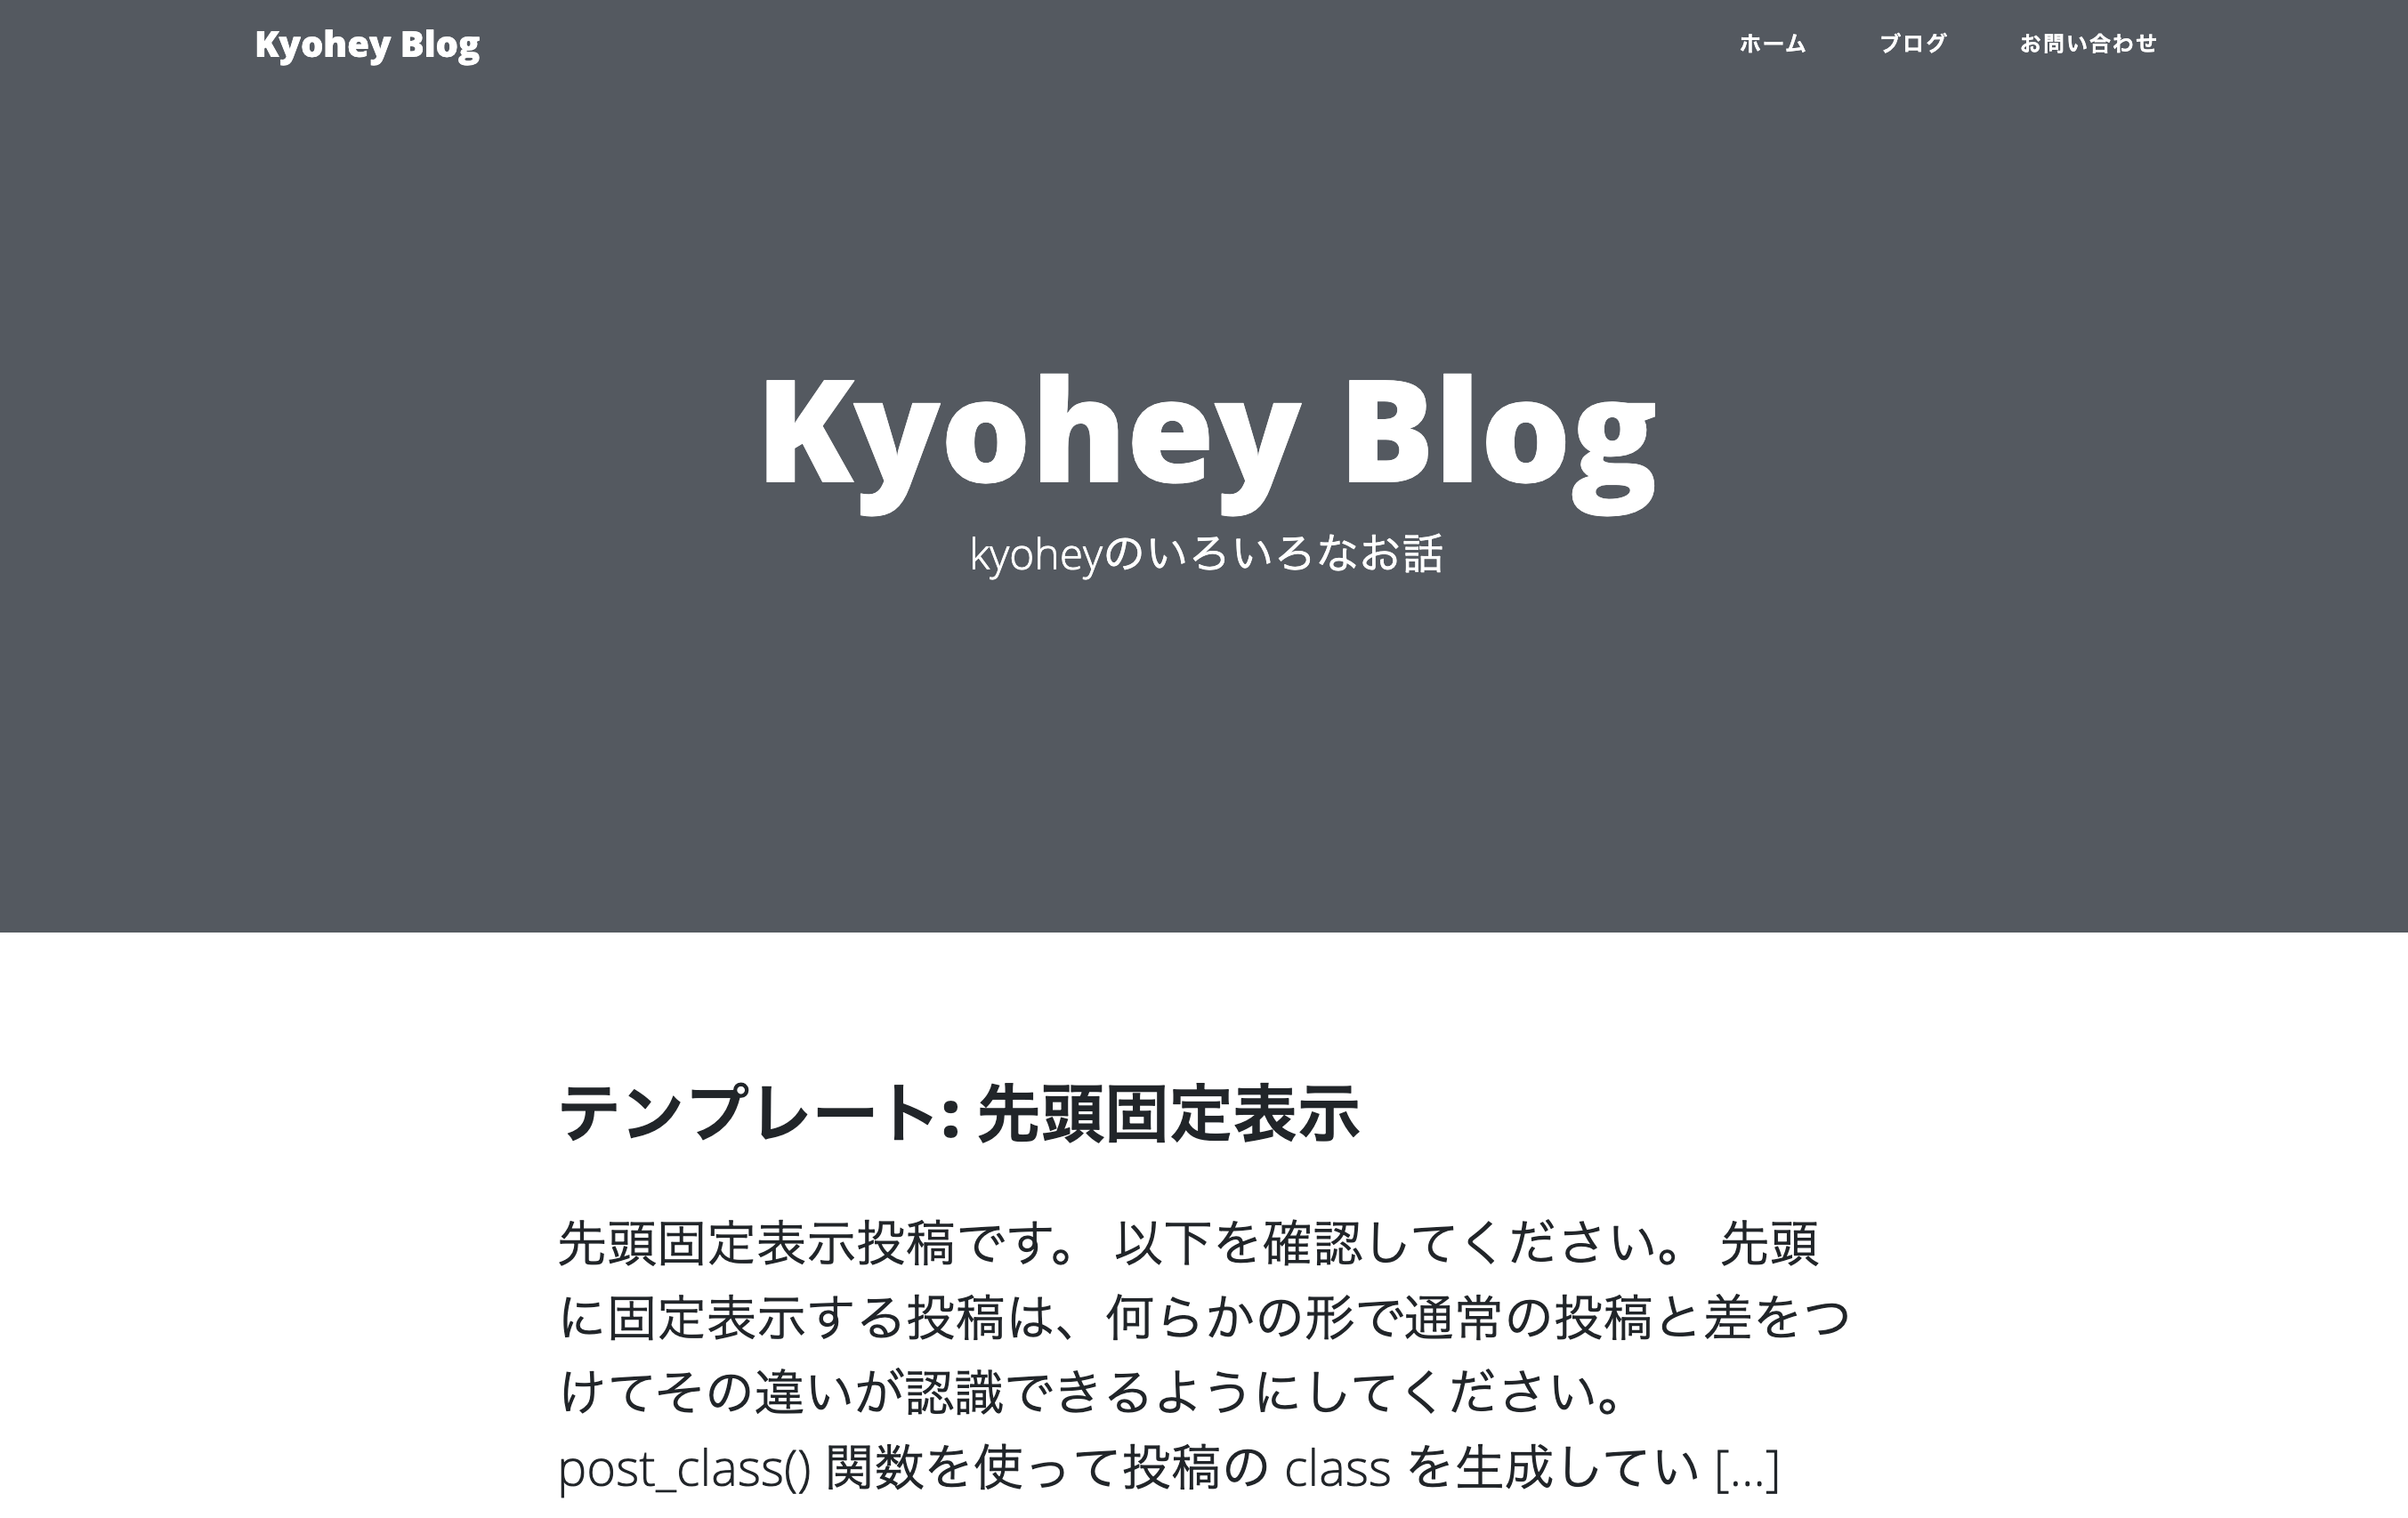 Kyohey Blog
ホーム ブログ お問い合わせ
Kyohey Blog
kyoheyのいろいろなお話
テンプレート: 先頭固定表示
先頭固定表示投稿です。 以下を確認してください。 先頭
に固定表示する投稿は、何らかの形で通常の投稿と差をつ
けてその違いが認識できるようにしてください。
post_class() 関数を使って投稿の class を生成してい […]